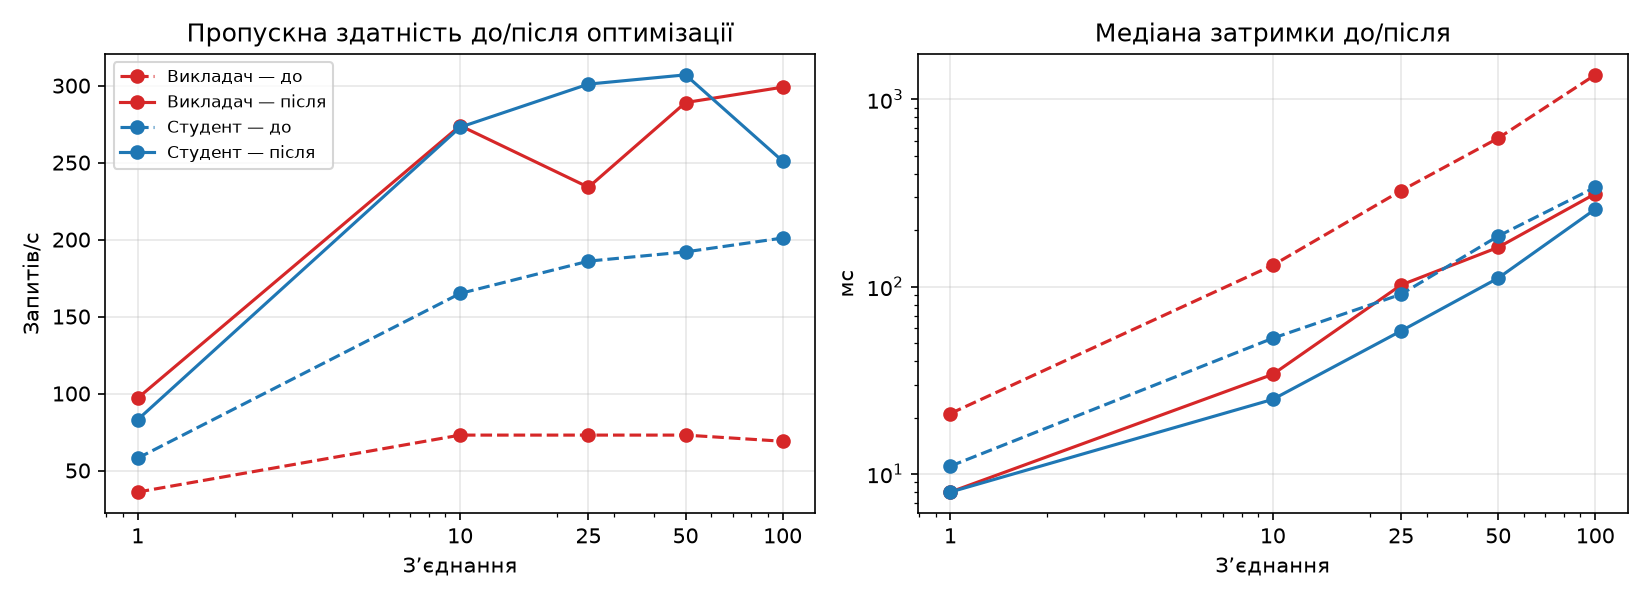 Пропускна здатність до/після оптимізації
Запитів/с
300
250
200
150
100
50
Викладач — до
Викладач — після
Студент — до
Студент — після
1
10
25
50
100
З’єднання
Медіана затримки до/після
мс
10³
10²
10¹
1
10
25
50
100
З’єднання